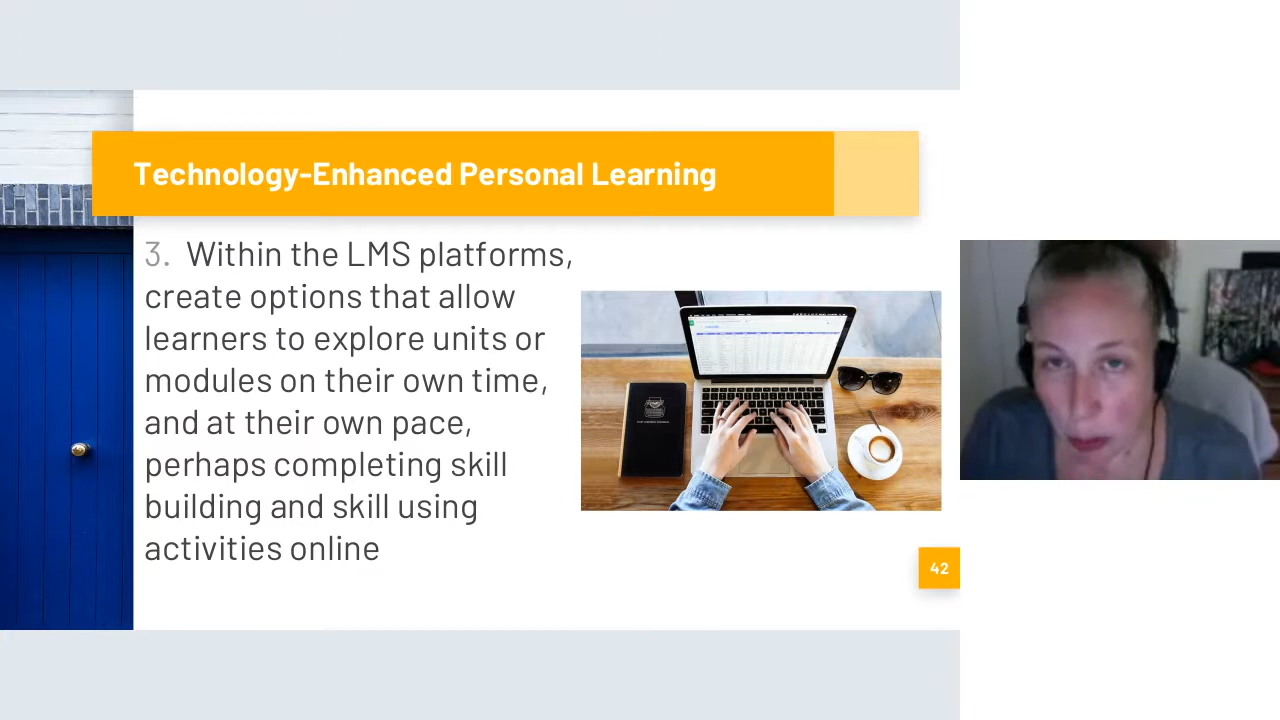 Technology-Enhanced Personal Learning
3. Within the LMS platforms,
create options that allow
learners to explore units or
modules on their own time,
and at their own pace,
perhaps completing skill
building and skill using
activities online
42